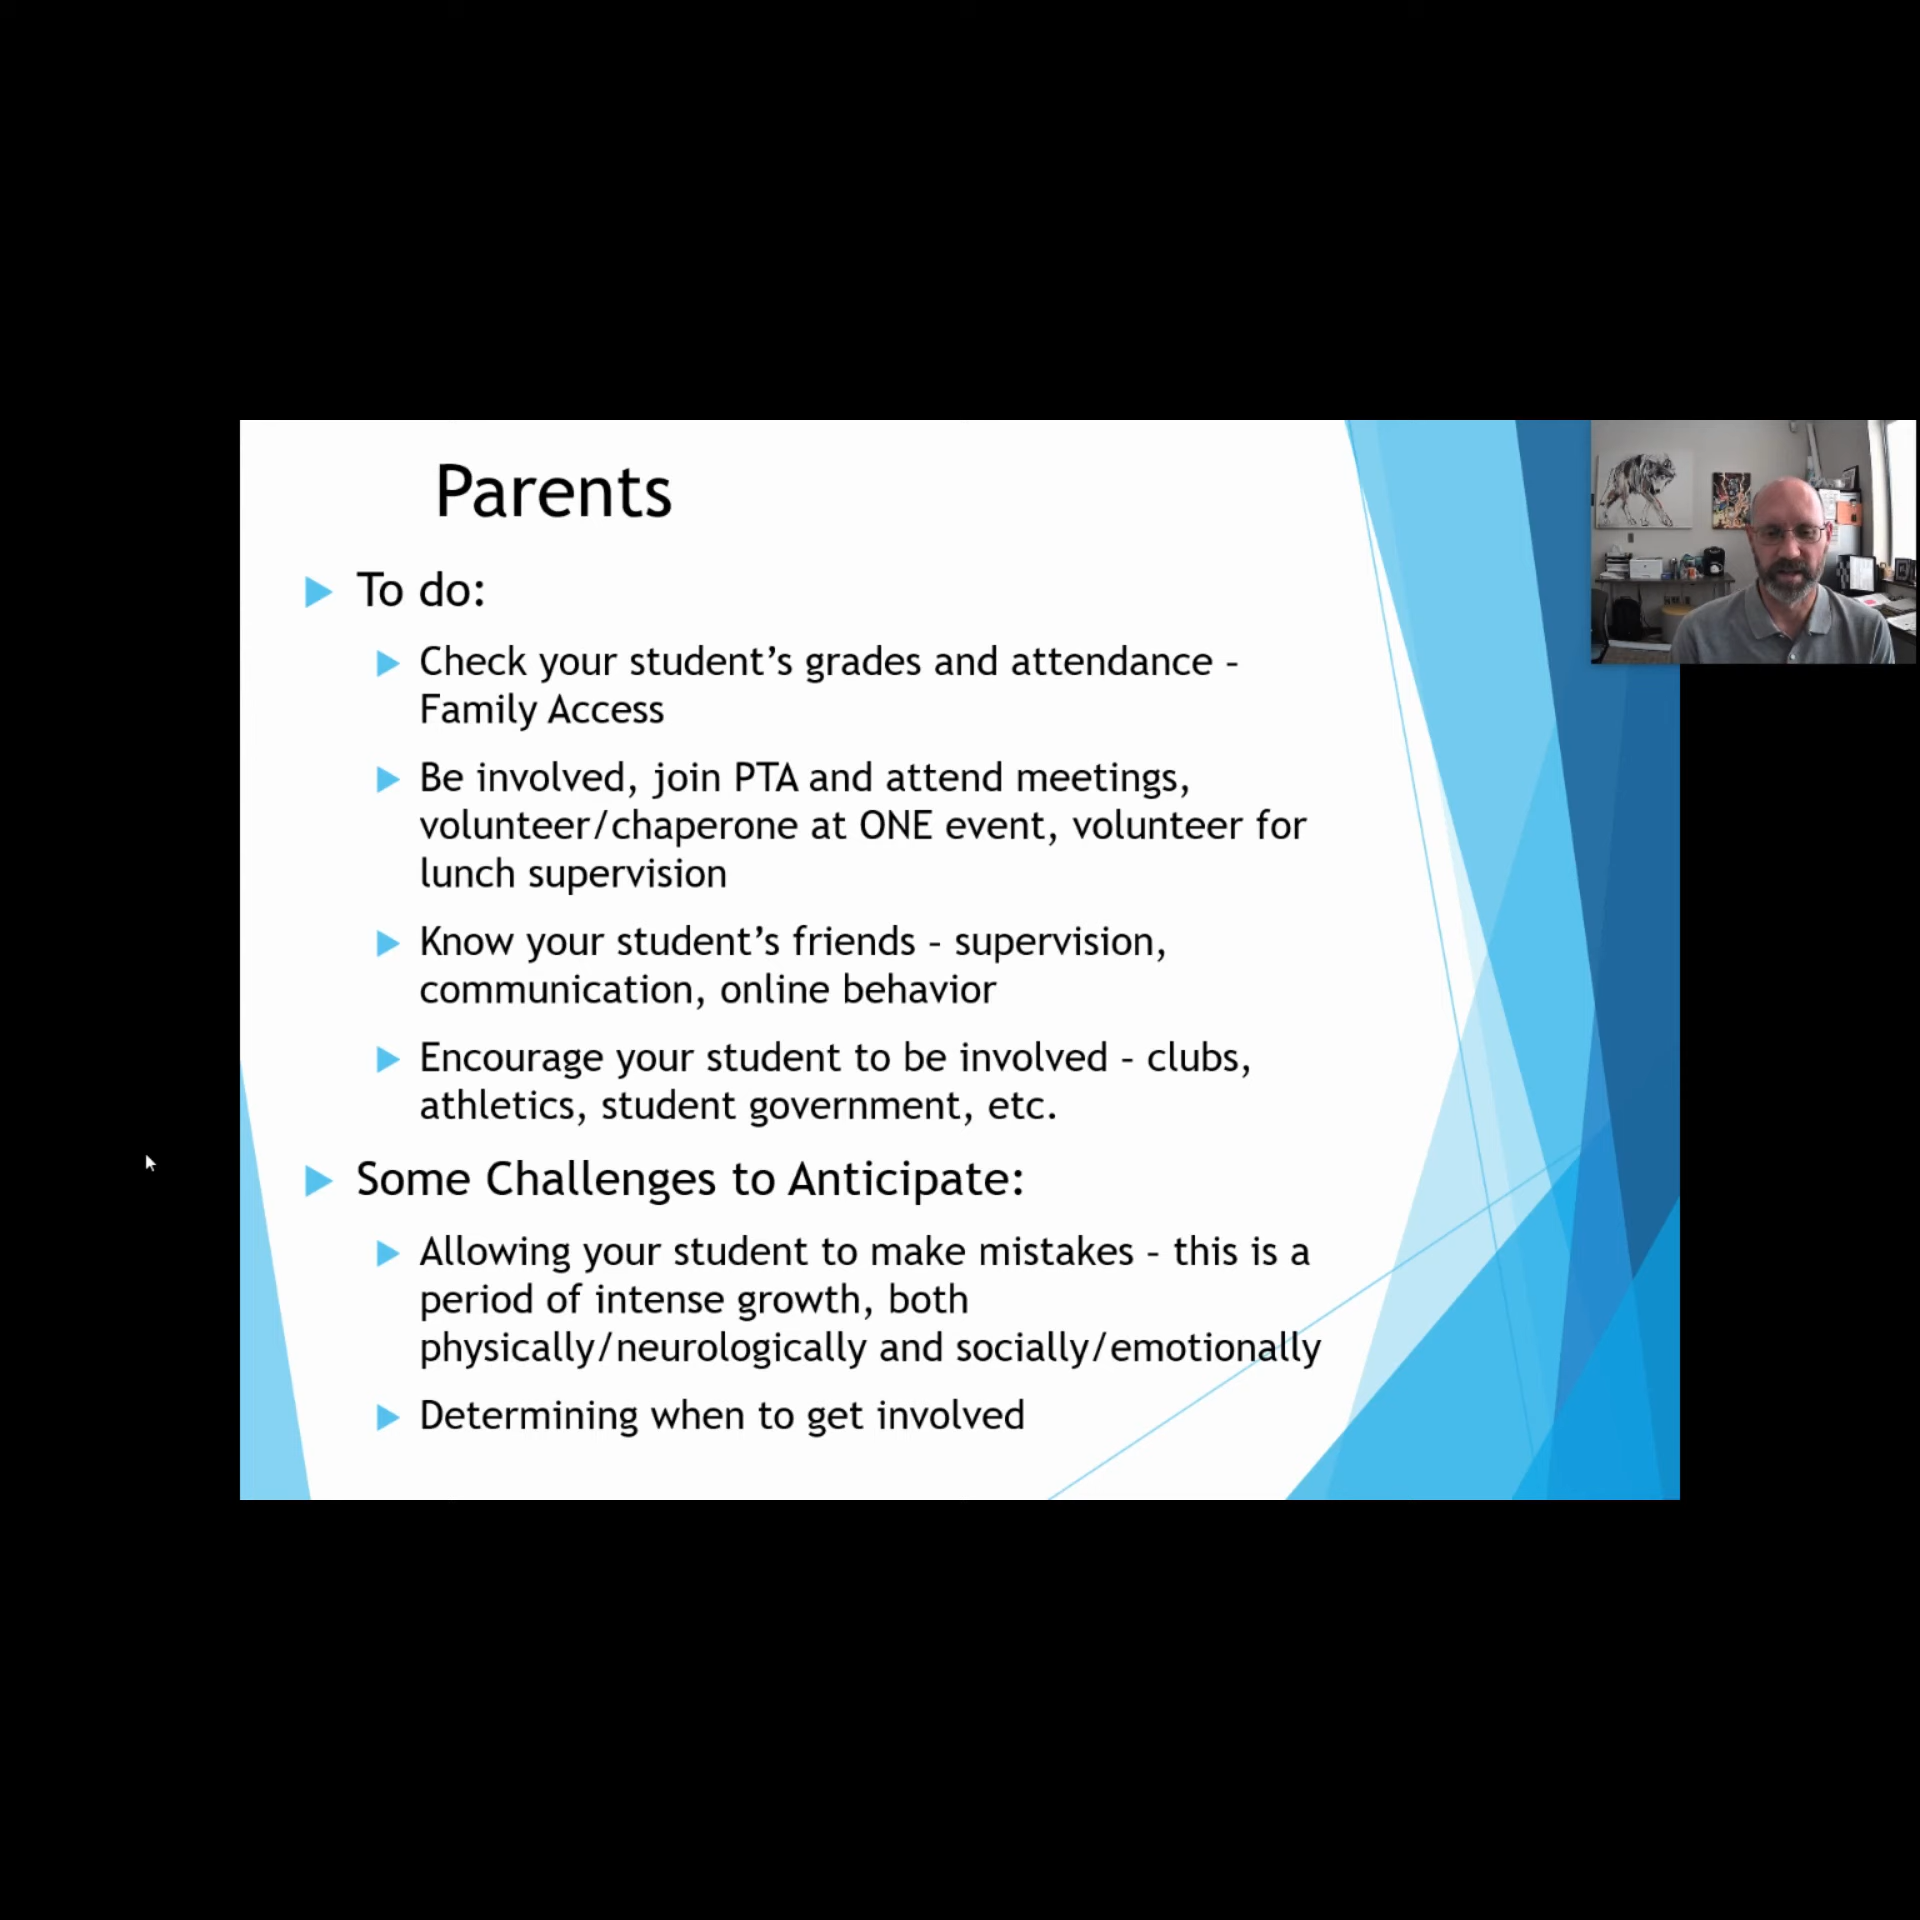 Parents
To do:
Check your student’s grades and attendance –
Family Access
Be involved, join PTA and attend meetings,
volunteer/chaperone at ONE event, volunteer for
lunch supervision
Know your student’s friends – supervision,
communication, online behavior
Encourage your student to be involved – clubs,
athletics, student government, etc.
Some Challenges to Anticipate:
Allowing your student to make mistakes – this is a
period of intense growth, both
physically/neurologically and socially/emotionally
Determining when to get involved